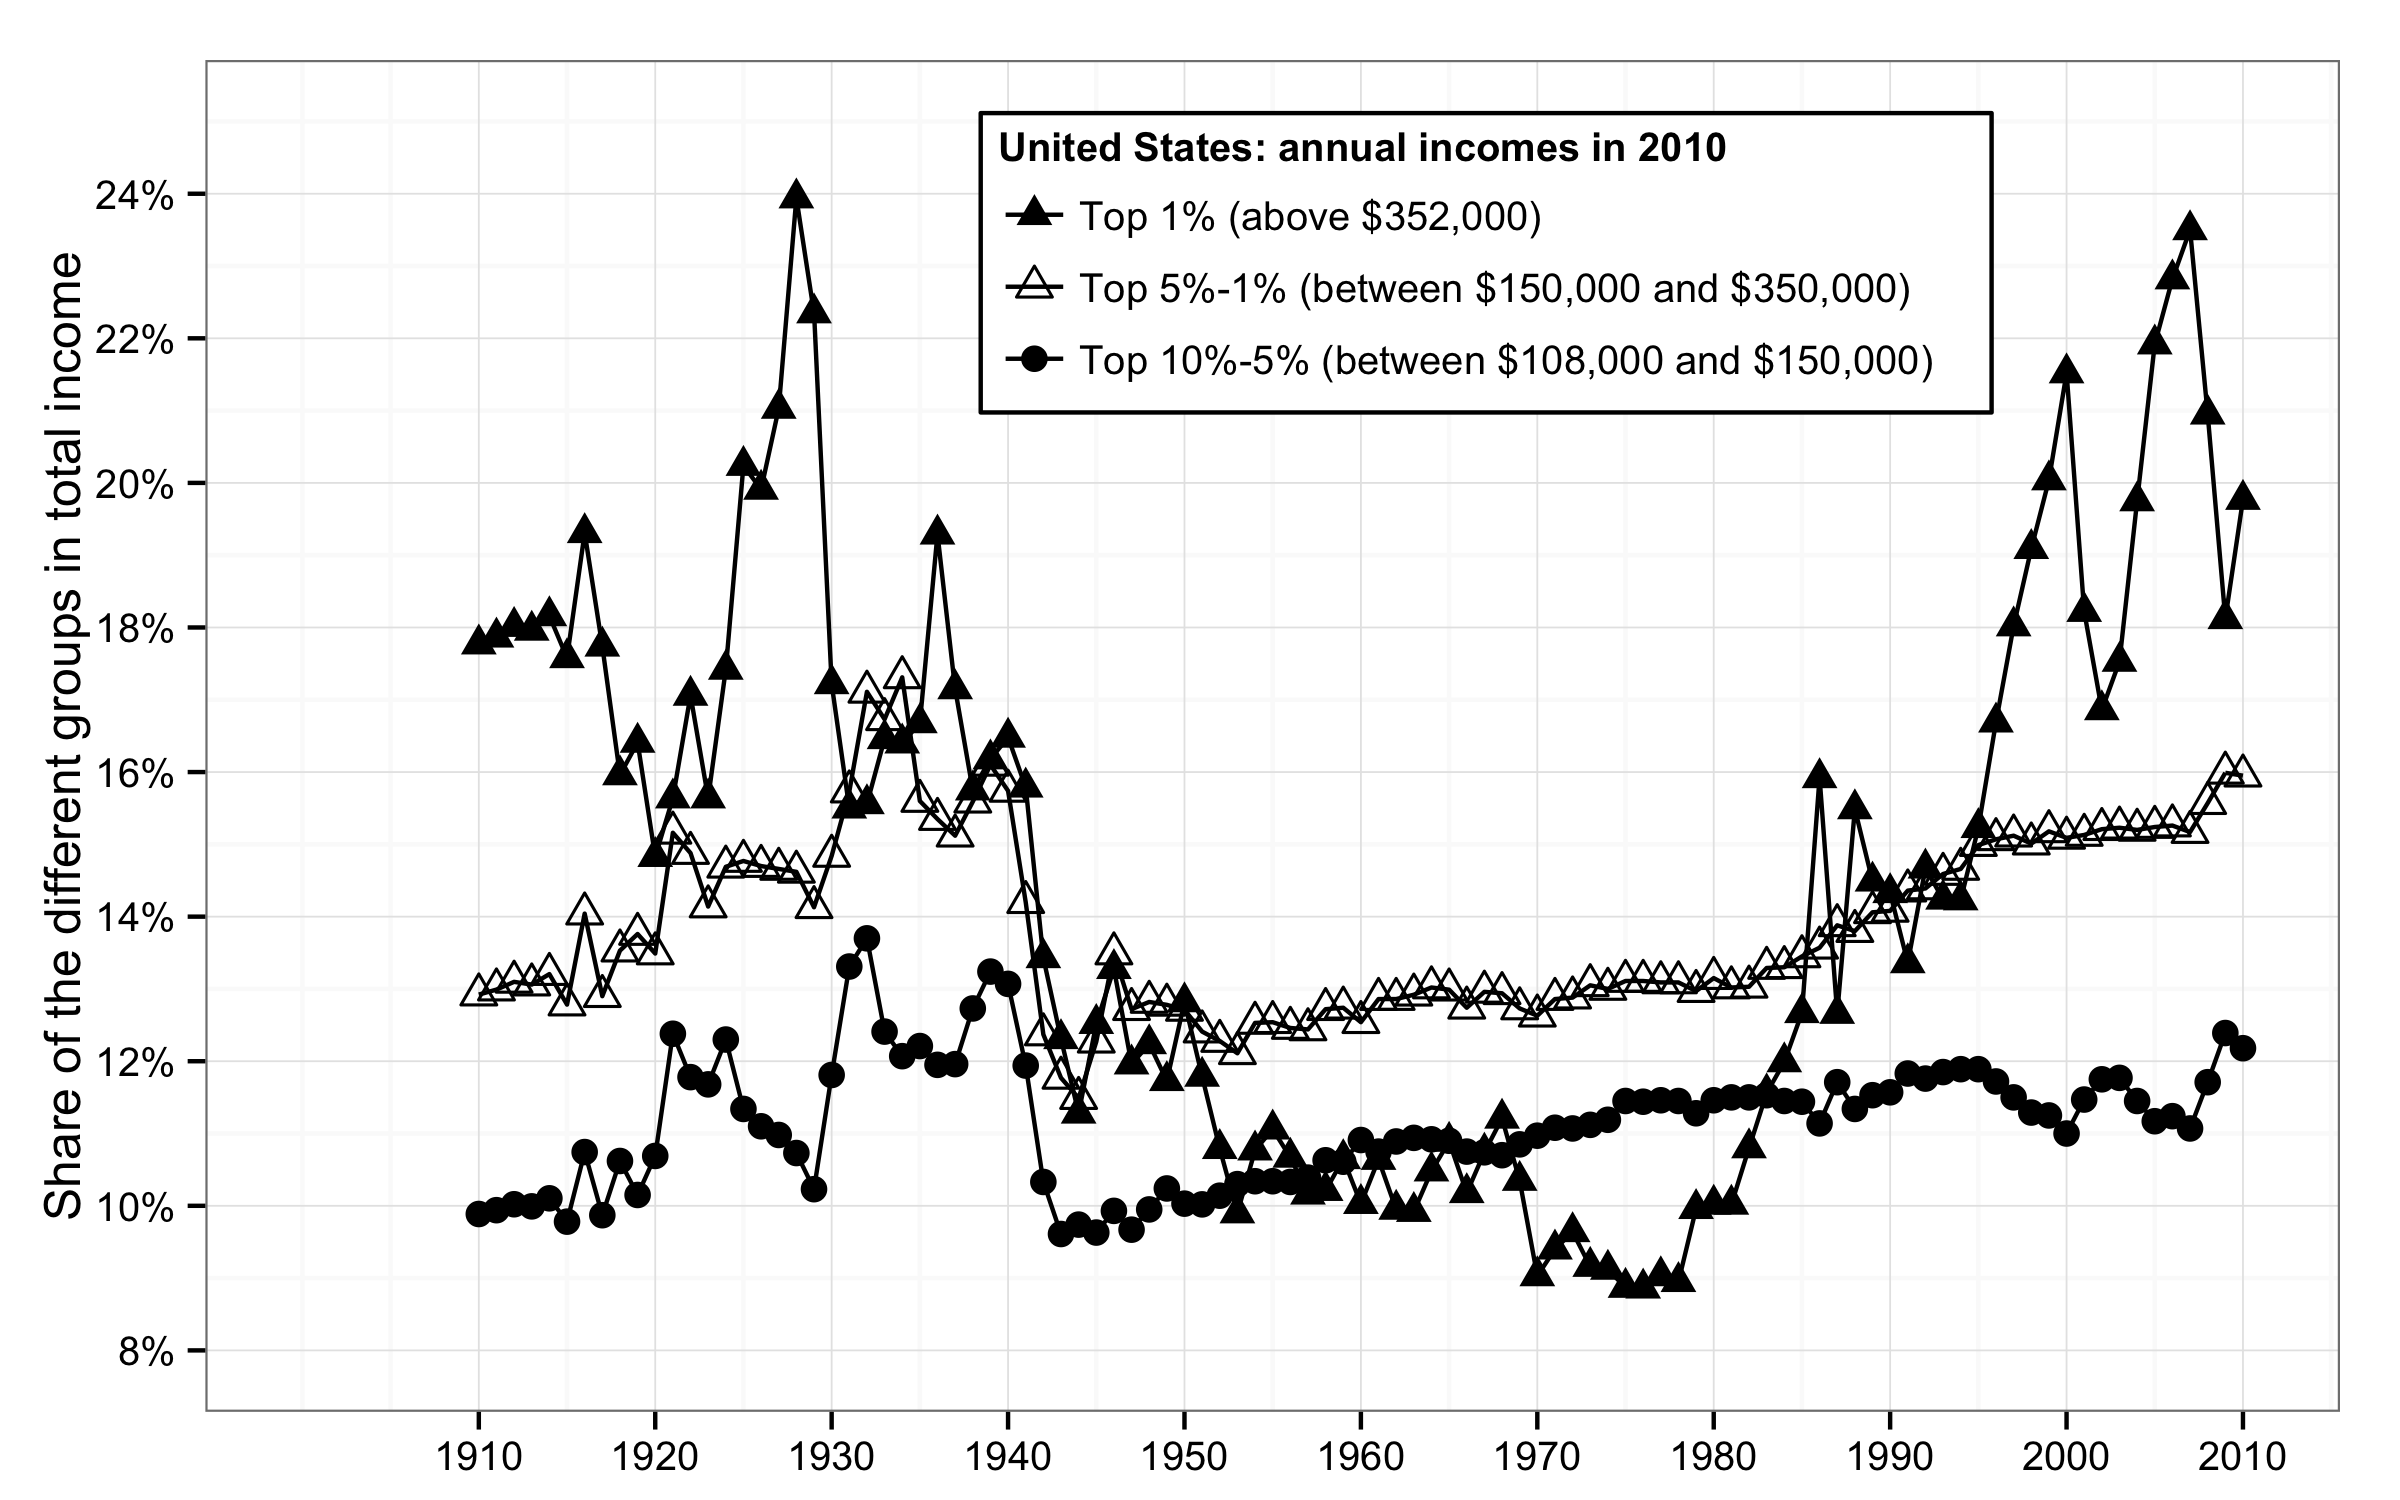 United States: annual incomes in 2010
Top 1% (above $352,000)
Top 5%-1% (between $150,000 and $350,000)
Top 10%-5% (between $108,000 and $150,000)
Share of the different groups in total income
24%
22%
20%
18%
16%
14%
12%
10%
8%
1910 1920 1930 1940 1950 1960 1970 1980 1990 2000 2010